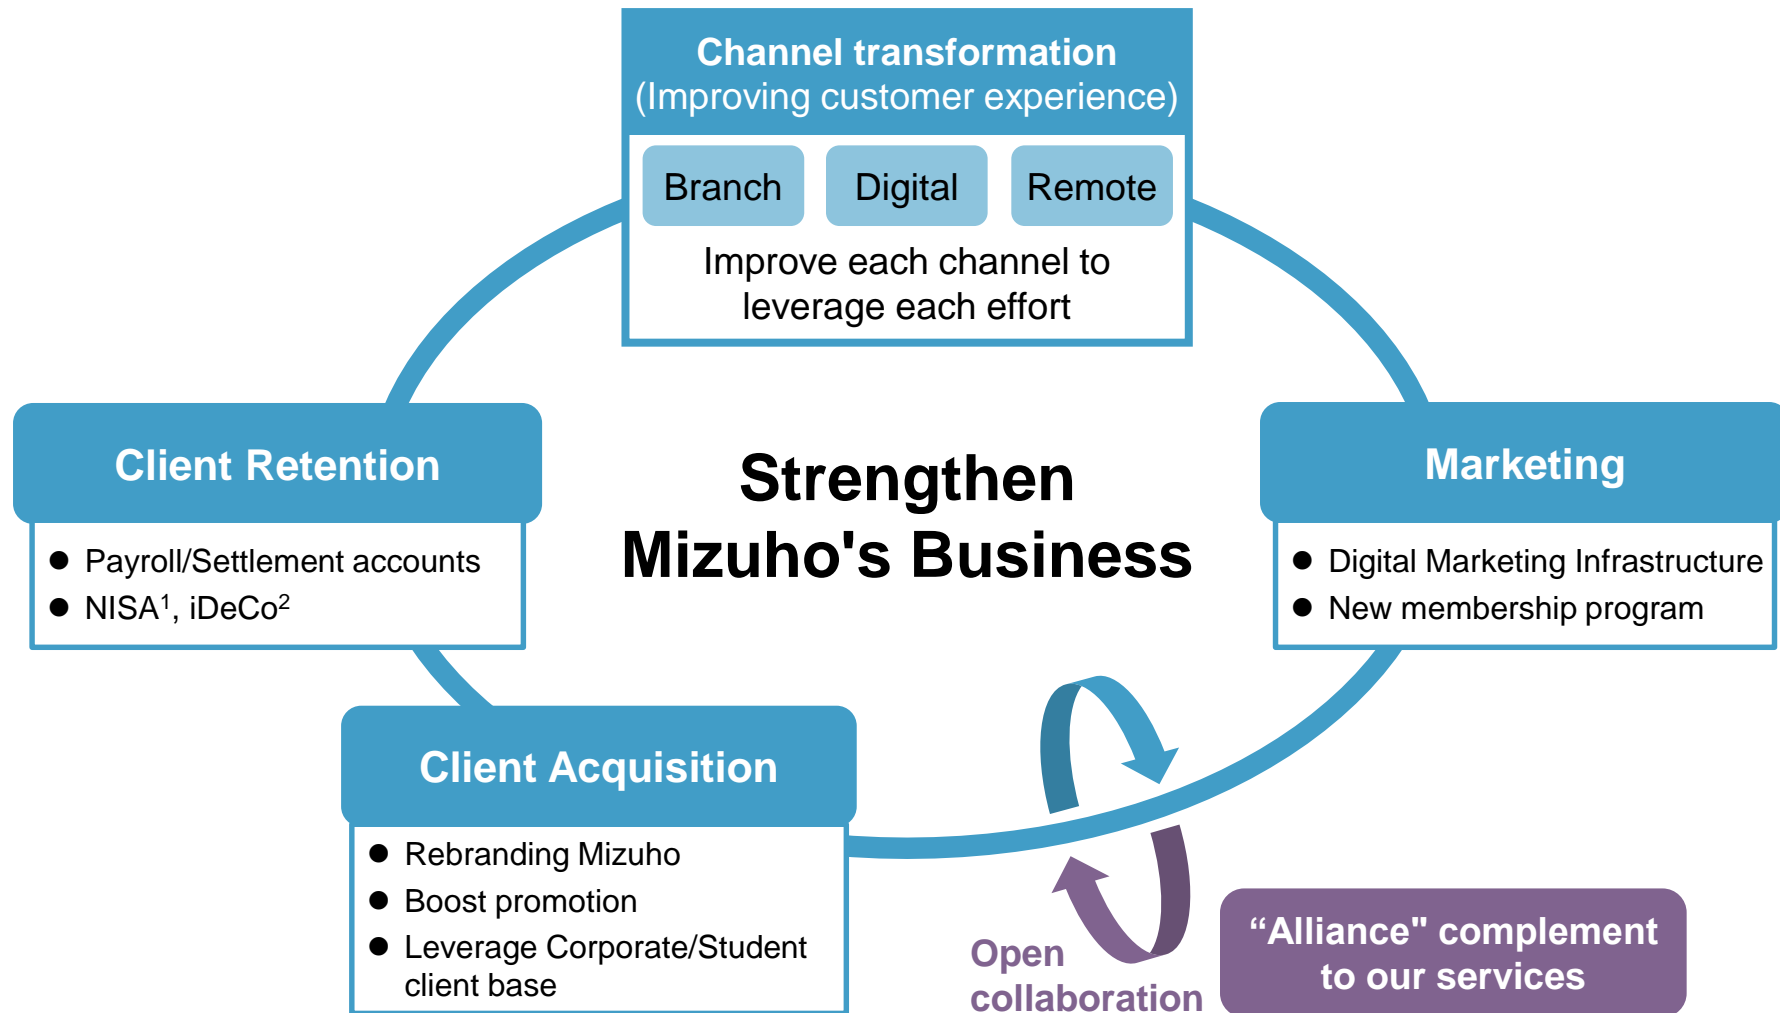 Channel transformation
(Improving customer experience)
Branch
Digital
Remote
Improve each channel to
leverage each effort
Client Retention
● Payroll/Settlement accounts
● NISA¹, iDeCo²
Strengthen
Mizuho's Business
Marketing
● Digital Marketing Infrastructure
● New membership program
Client Acquisition
● Rebranding Mizuho
● Boost promotion
● Leverage Corporate/Student
client base
Open
collaboration
“Alliance" complement
to our services